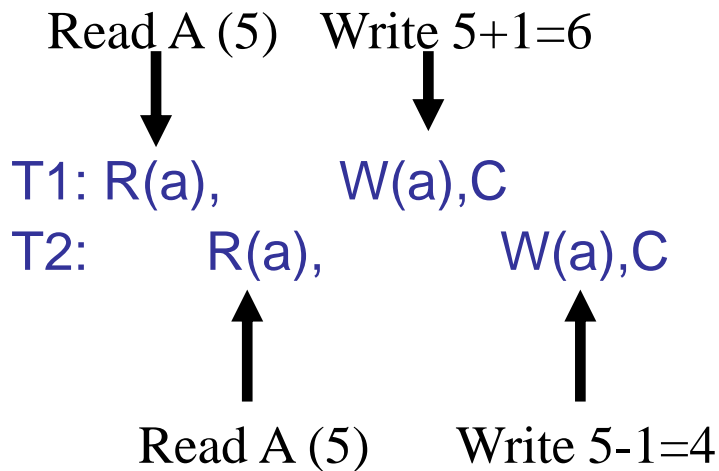 Read A (5) Write 5+1=6
T1: R(a), W(a),C
T2: R(a), W(a),C
Read A (5) Write 5-1=4